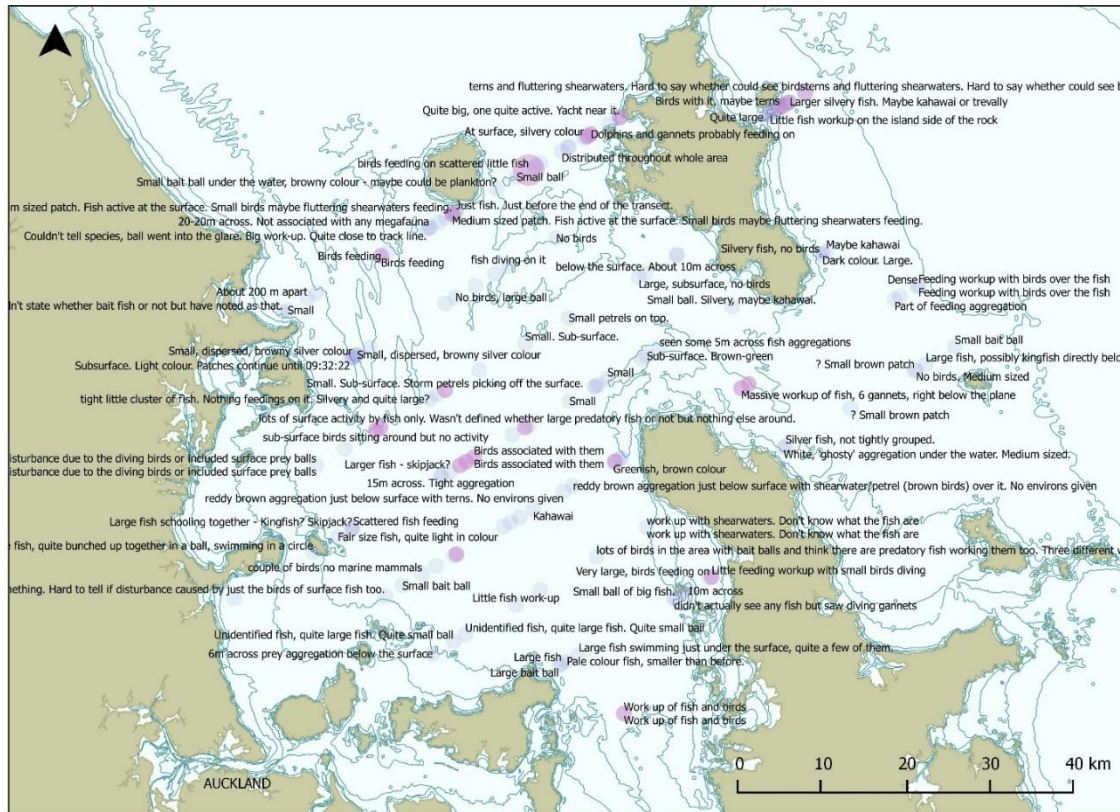 terns and fluttering shearwaters. Hard to say whether could see birdsterns and fluttering shearwaters. Hard to say whether could see b
Birds with it, maybe terns
Larger silvery fish. Maybe kahawai or trevally
Quite big, one quite active. Yacht near it.
Quite large
Little fish workup on the island side of the rock
At surface, silvery colour
Dolphins and gannets probably feeding on
birds feeding on scattered little fish
Distributed throughout whole area
Small bait ball under the water, browny colour - maybe could be plankton?
Small ball
m sized patch. Fish active at the surface. Small birds maybe fluttering shearwaters feeding.
Just fish. Just before the end of the transect.
20-20m across. Not associated with any megafauna
Medium sized patch. Fish active at the surface. Small birds maybe fluttering shearwaters feeding.
Couldn't tell species, ball went into the glare. Big work-up. Quite close to track line.
No birds
Silvery fish, no birds
Maybe kahawai
Birds feeding
Birds feeding
fish diving on it
below the surface. About 10m across
Dark colour. Large.
Large, subsurface, no birds
Dense
Feeding workup with birds over the fish
About 200 m apart
No birds, large ball
Small ball. Silvery, maybe kahawai.
Feeding workup with birds over the fish
n't state whether bait fish or not but have noted as that.
Small
Part of feeding aggregation
Small petrels on top.
Small. Sub-surface.
seen some 5m across fish aggregations
Small bait ball
Small, dispersed, browny silver colour
Small, dispersed, browny silver colour
Sub-surface. Brown-green
Large fish, possibly kingfish directly belo
Subsurface. Light colour. Patches continue until 09:32:22
? Small brown patch
Small
No birds. Medium sized
Small. Sub-surface. Storm petrels picking off the surface.
tight little cluster of fish. Nothing feedings on it. Silvery and quite large?
Small
Massive workup of fish, 6 gannets, right below the plane
lots of surface activity by fish only. Wasn't defined whether large predatory fish or not but nothing else around.
? Small brown patch
sub-surface birds sitting around but no activity
Silver fish, not tightly grouped.
Birds associated with them
White, 'ghosty' aggregation under the water. Medium sized.
disturbance due to the diving birds or included surface prey balls
Larger fish - skipjack?
Birds associated with them
disturbance due to the diving birds or included surface prey balls
Greenish, brown colour
15m across. Tight aggregation
reddy brown aggregation just below surface with shearwater/petrel (brown birds) over it. No environs given
reddy brown aggregation just below surface with terns. No environs given
Kahawai
Large fish schooling together - Kingfish? Skipjack?
Scattered fish feeding
work up with shearwaters. Don't know what the fish are
Fair size fish, quite light in colour
work up with shearwaters. Don't know what the fish are
e fish, quite bunched up together in a ball, swimming in a circle
lots of birds in the area with bait balls and think there are predatory fish working them too. Three different
couple of birds no marine mammals
Very large, birds feeding on
Little feeding workup with small birds diving
nething. Hard to tell if disturbance caused by just the birds of surface fish too.
Small bait ball
Small ball of big fish.
10m across
Little fish work-up
didn't actually see any fish but saw diving gannets
Unidentified fish, quite large fish. Quite small ball
Unidentified fish, quite large fish. Quite small ball
6m across prey aggregation below the surface
Large fish swimming just under the surface, quite a few of them.
Large fish
Pale colour fish, smaller than before.
Large bait ball
Work up of fish and birds
Work up of fish and birds
0 10 20 30 40 km
AUCKLAND